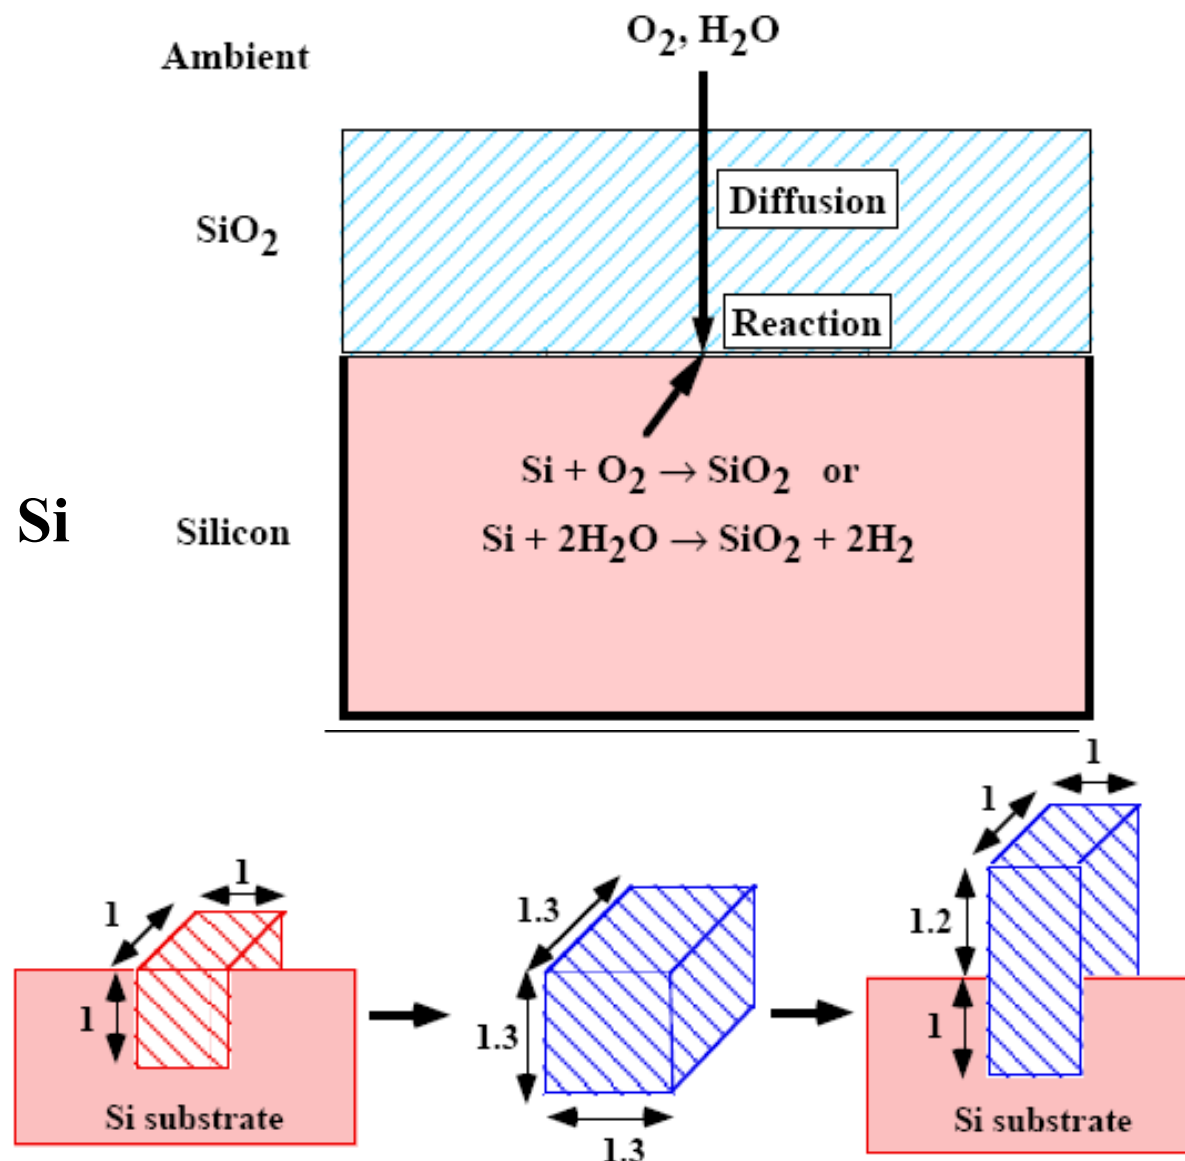 O₂, H₂O
Ambient
Diffusion
SiO₂
Reaction
Si + O₂ → SiO₂ or
Si Silicon
Si + 2H₂O → SiO₂ + 2H₂
1
1
1
1
1.3
1.2
1
1.3
1
Si substrate
1.3
Si substrate